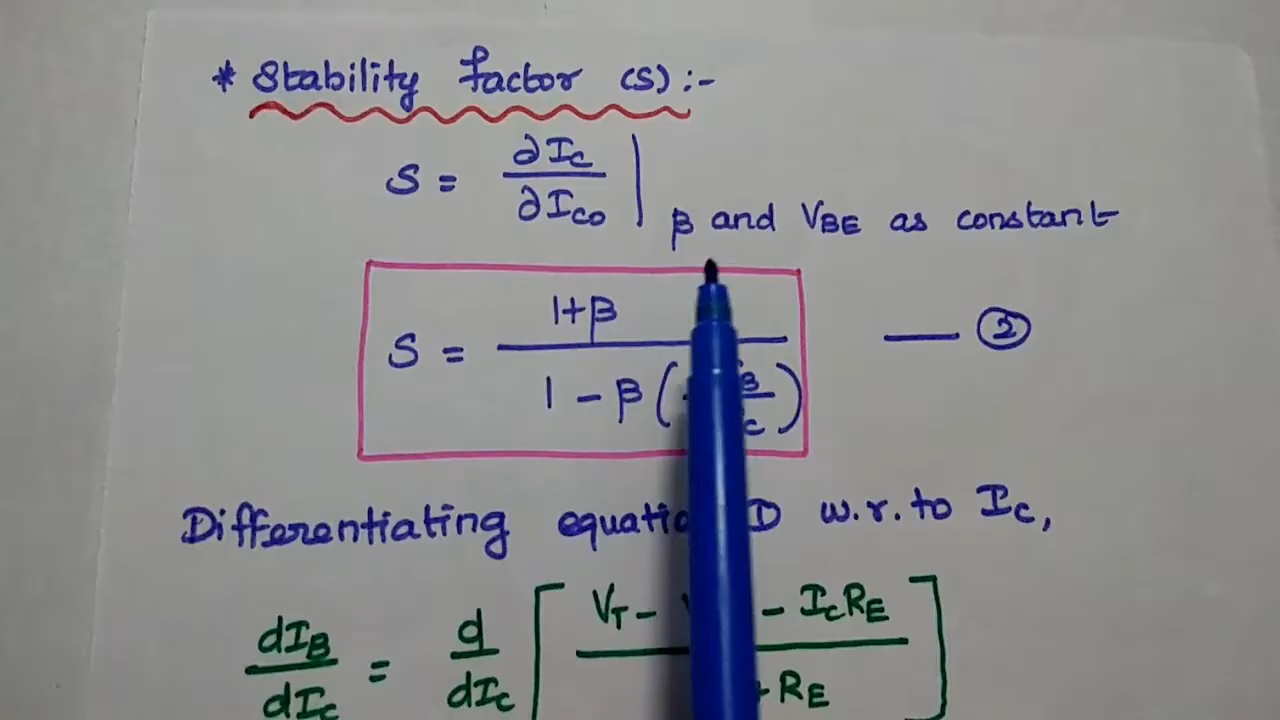 * Stability factor (S):-
S = ∂IC / ∂ICO | β and VBE as constant
S = 1+β / 1 - β ( B / C ) — ②
Differentiating w.r.to IC,
dIB / dIC = d / dIC [ VT - - ICRE / + RE ]